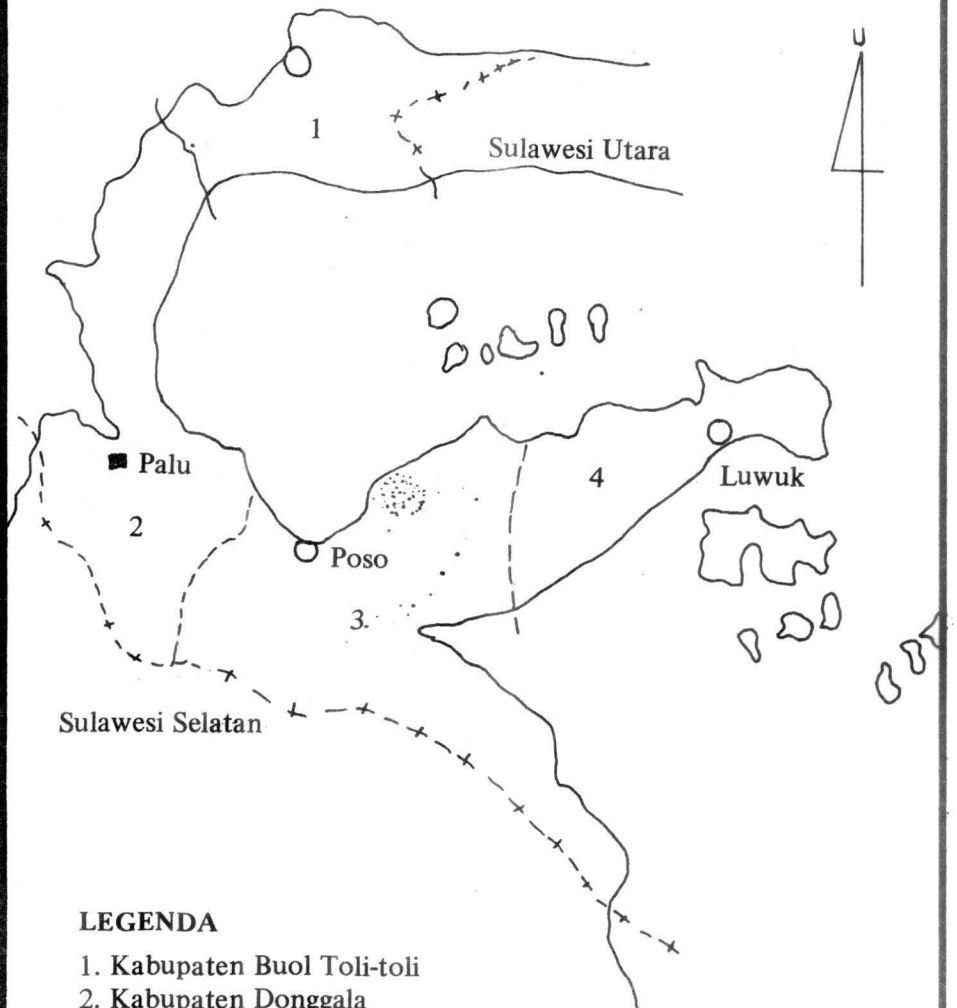 U
1
Sulawesi Utara
Palu
4
Luwuk
2
Poso
3.
Sulawesi Selatan
LEGENDA
1. Kabupaten Buol Toli-toli
2. Kabupaten Donggala